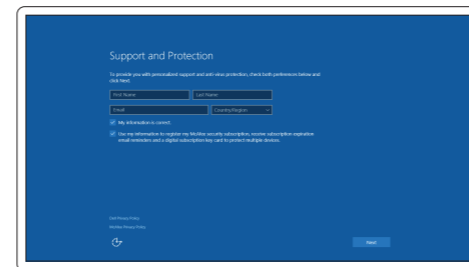 Support and Protection
To provide you with personalized support and anti-virus protection, check both preferences below and
click Next.
First Name
Last Name
Email
Country/Region
My information is correct.
Use my information to register my McAfee security subscription, receive subscription expiration
email reminders and a digital subscription key card to protect multiple devices.
Dell Privacy Policy
McAfee Privacy Policy
Next